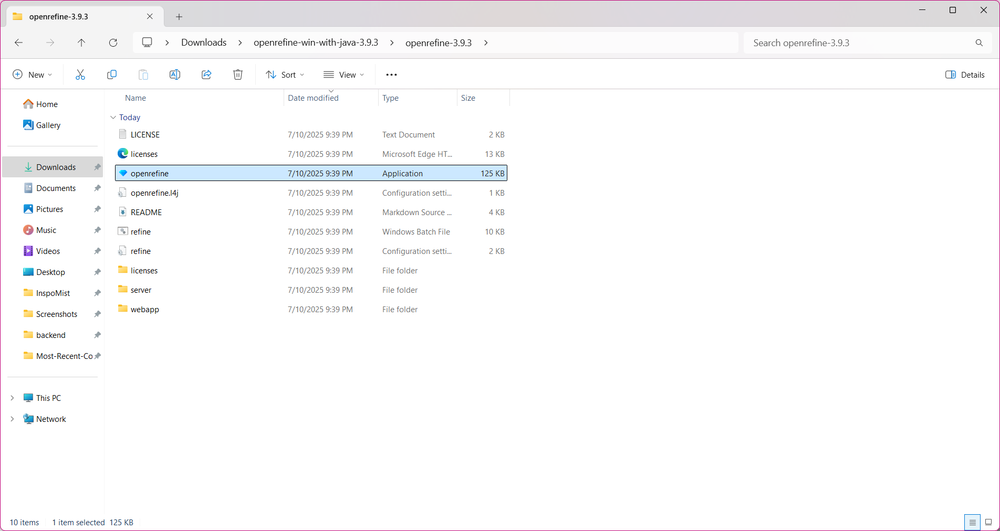 openrefine-3.9.3
Downloads openrefine-win-with-java-3.9.3 openrefine-3.9.3 Search openrefine-3.9.3
New Sort View Details
Home
Gallery
Downloads
Documents
Pictures
Music
Videos
Desktop
InspoMist
Screenshots
backend
Most-Recent-Co
This PC
Network
Name Date modified Type Size
Today
LICENSE 7/10/2025 9:39 PM Text Document 2 KB
licenses 7/10/2025 9:39 PM Microsoft Edge HT... 13 KB
openrefine 7/10/2025 9:39 PM Application 125 KB
openrefine.l4j 7/10/2025 9:39 PM Configuration setti... 1 KB
README 7/10/2025 9:39 PM Markdown Source ... 4 KB
refine 7/10/2025 9:39 PM Windows Batch File 10 KB
refine 7/10/2025 9:39 PM Configuration setti... 2 KB
licenses 7/10/2025 9:39 PM File folder
server 7/10/2025 9:39 PM File folder
webapp 7/10/2025 9:39 PM File folder
10 items 1 item selected 125 KB